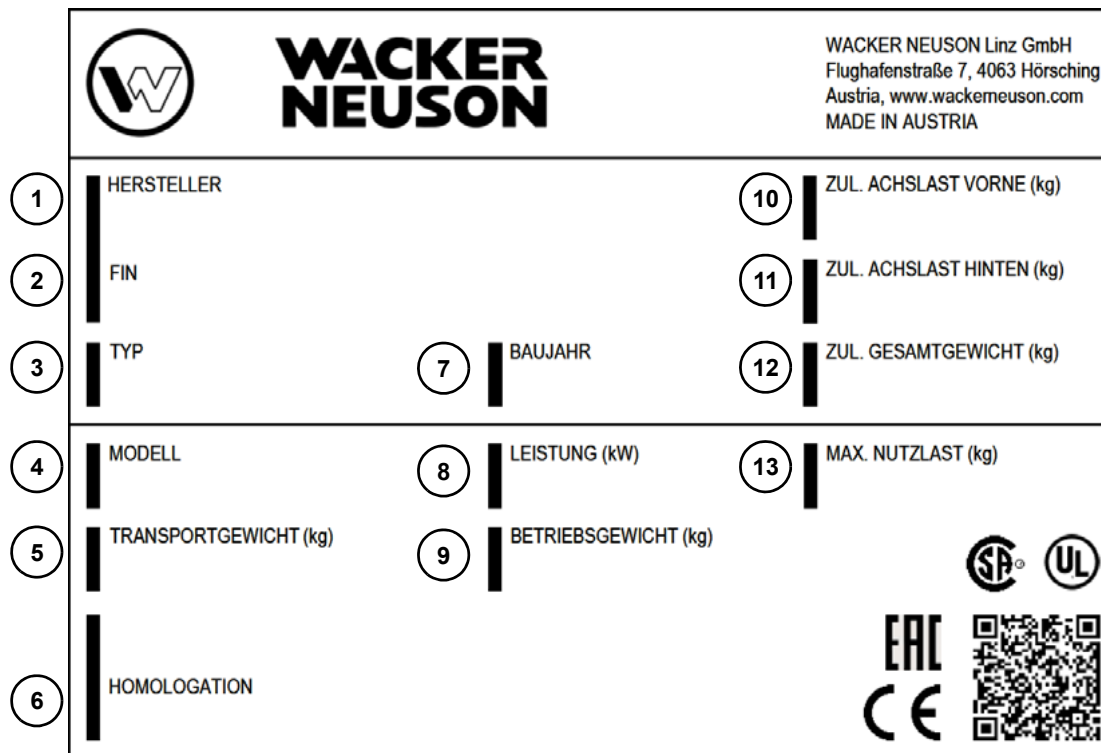 WACKER
NEUSON
WACKER NEUSON Linz GmbH
Flughafenstraße 7, 4063 Hörsching
Austria, www.wackerneuson.com
MADE IN AUSTRIA
1 HERSTELLER
10 ZUL. ACHSLAST VORNE (kg)
2 FIN
11 ZUL. ACHSLAST HINTEN (kg)
3 TYP
7 BAUJAHR
12 ZUL. GESAMTGEWICHT (kg)
4 MODELL
8 LEISTUNG (kW)
13 MAX. NUTZLAST (kg)
5 TRANSPORTGEWICHT (kg)
9 BETRIEBSGEWICHT (kg)
SA
UL
6 HOMOLOGATION
EAC
CE